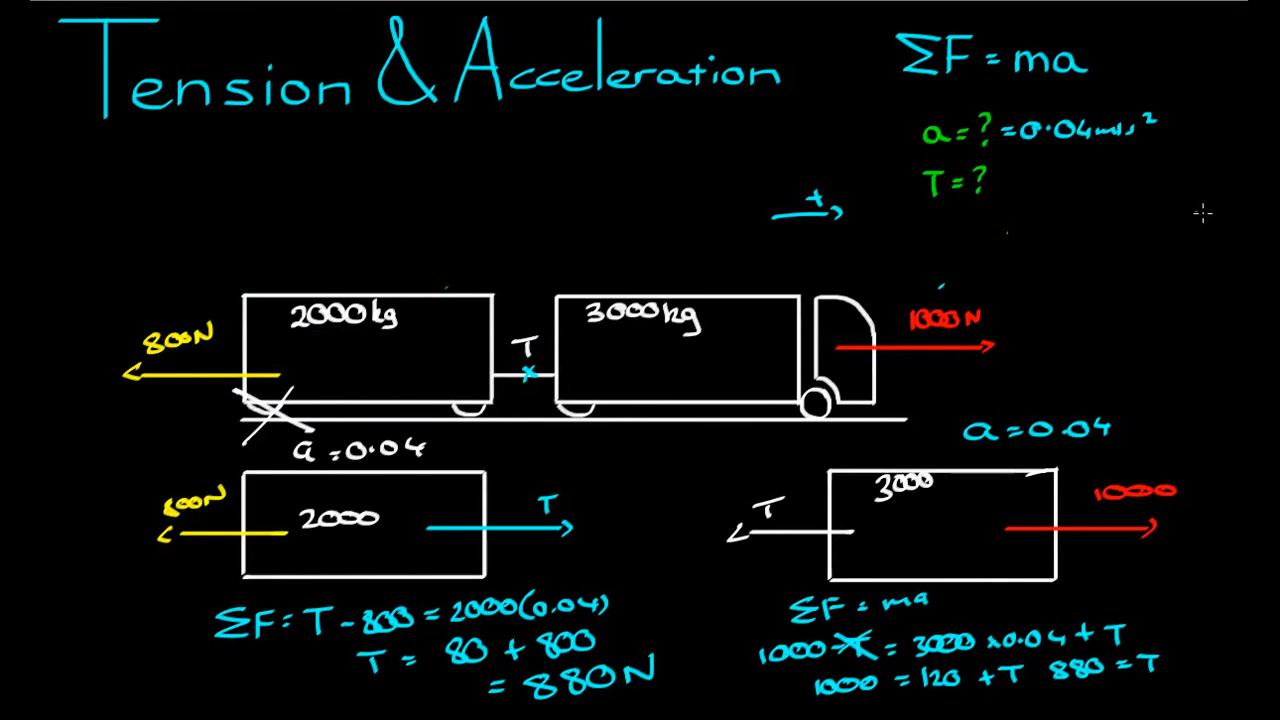 Tension & Acceleration
ΣF = ma
a = ? = 0.04 m/s²
T = ?
+
2000kg
3000kg
800N
T
1000N
a = 0.04
a = 0.04
800N
2000
T
T
3000
1000
ΣF = T - 800 = 2000(0.04)
T = 80 + 800
= 880N
ΣF = ma
1000 - T = 3000 x 0.04 + T
1000 = 120 + T 880 = T